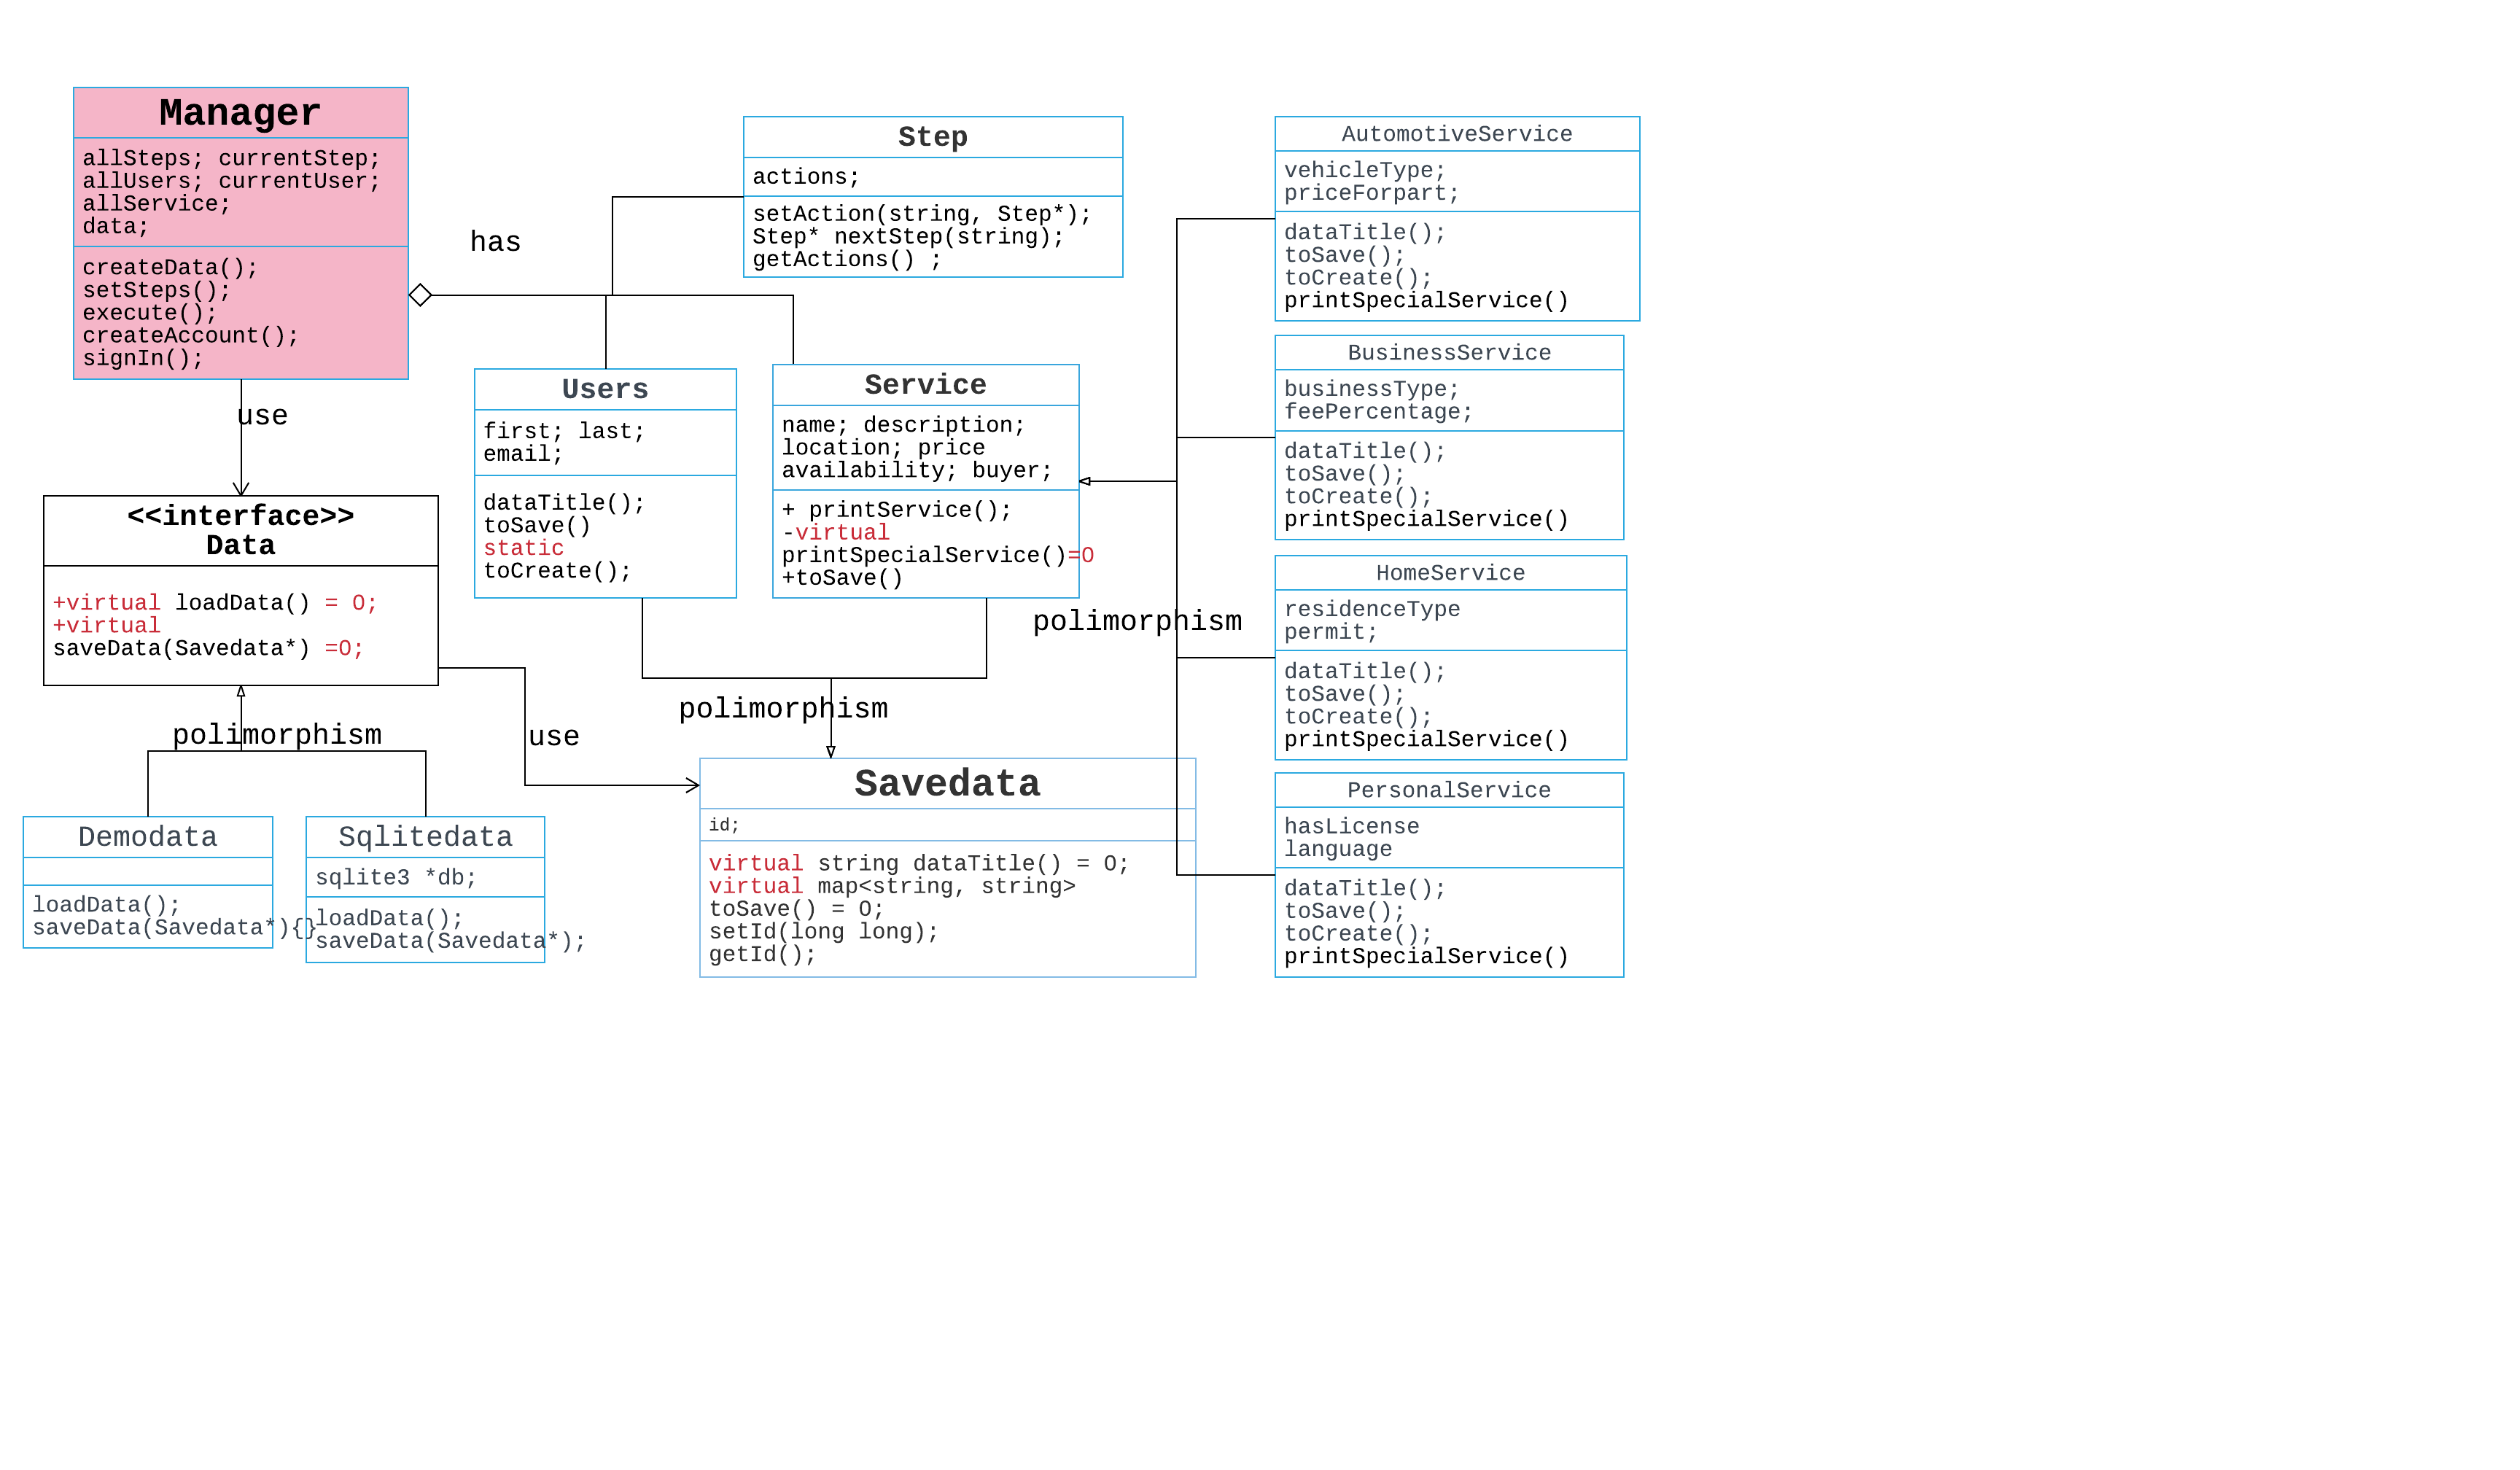 Manager
allSteps; currentStep;
allUsers; currentUser;
allService;
data;
createData();
setSteps();
execute();
createAccount();
signIn();
has
use
Step
actions;
setAction(string, Step*);
Step* nextStep(string);
getActions() ;
Users
first; last;
email;
dataTitle();
toSave()
static
toCreate();
Service
name; description;
location; price
availability; buyer;
+ printService();
-virtual
printSpecialService()=O
+toSave()
<<interface>>
Data
+virtual loadData() = O;
+virtual
saveData(Savedata*) =O;
polimorphism
use
polimorphism
polimorphism
Demodata
loadData();
saveData(Savedata*){}
Sqlitedata
sqlite3 *db;
loadData();
saveData(Savedata*);
Savedata
id;
virtual string dataTitle() = O;
virtual map<string, string>
toSave() = O;
setId(long long);
getId();
AutomotiveService
vehicleType;
priceForpart;
dataTitle();
toSave();
toCreate();
printSpecialService()
BusinessService
businessType;
feePercentage;
dataTitle();
toSave();
toCreate();
printSpecialService()
HomeService
residenceType
permit;
dataTitle();
toSave();
toCreate();
printSpecialService()
PersonalService
hasLicense
language
dataTitle();
toSave();
toCreate();
printSpecialService()